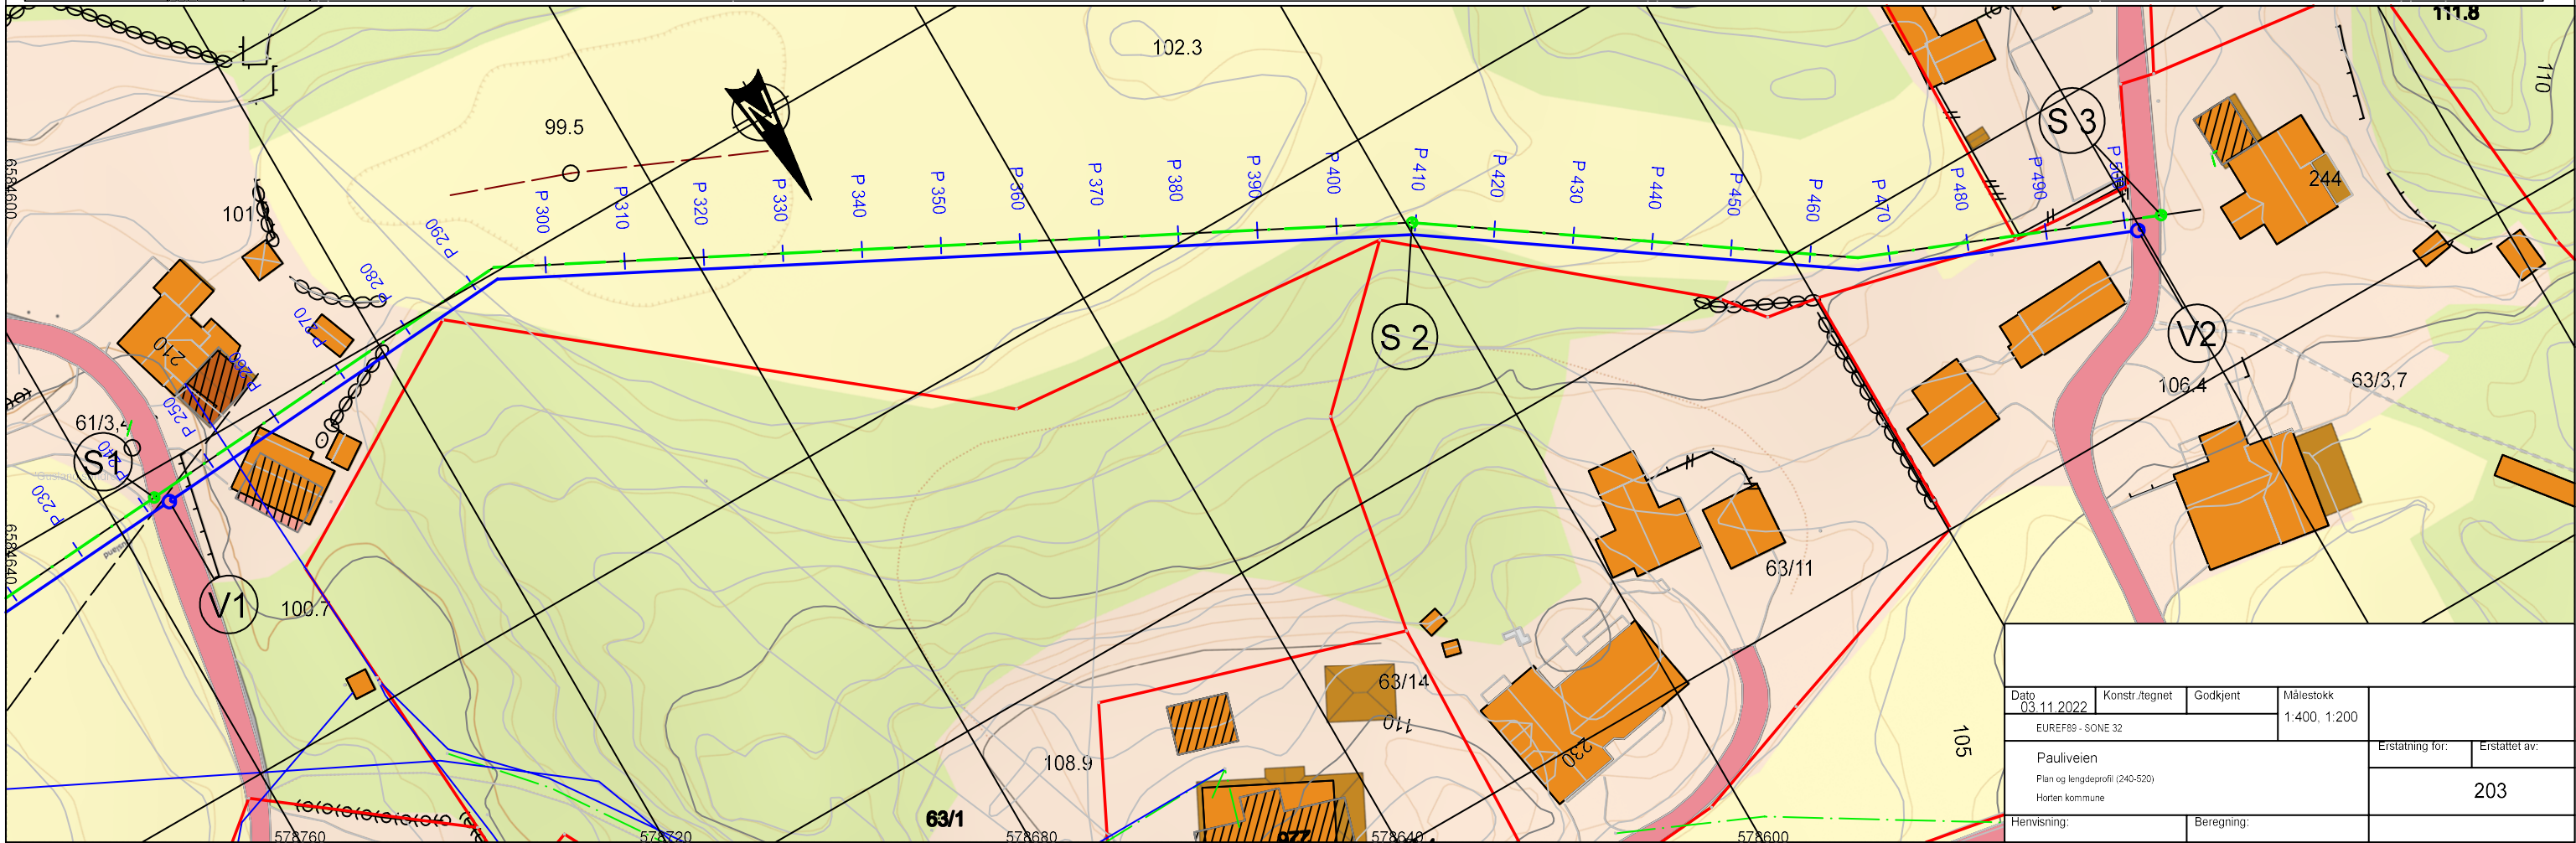 111.8
102.3
110
99.5
S 3
6584600
101.
244
P 290
P 300
P 310
P 320
P 330
P 340
P 350
P 360
P 370
P 380
P 390
P 400
P 410
P 420
P 430
P 440
P 450
P 460
P 470
P 480
P 490
P 280
P 270
P 260
P 250
P 230
210
S 2
V2
106.4
63/3,7
61/3,4
S1
6584640
V1
100.7
63/11
63/14
110
230
105
108.9
63/1
977
578760
578720
578680
578640
578600
Dato
03.11.2022
Konstr./tegnet
Godkjent
Målestokk
1:400, 1:200
EUREF89 - SONE 32
Pauliveien
Plan og lengdeprofil (240-520)
Horten kommune
Erstatning for:
Erstattet av:
203
Henvisning:
Beregning: